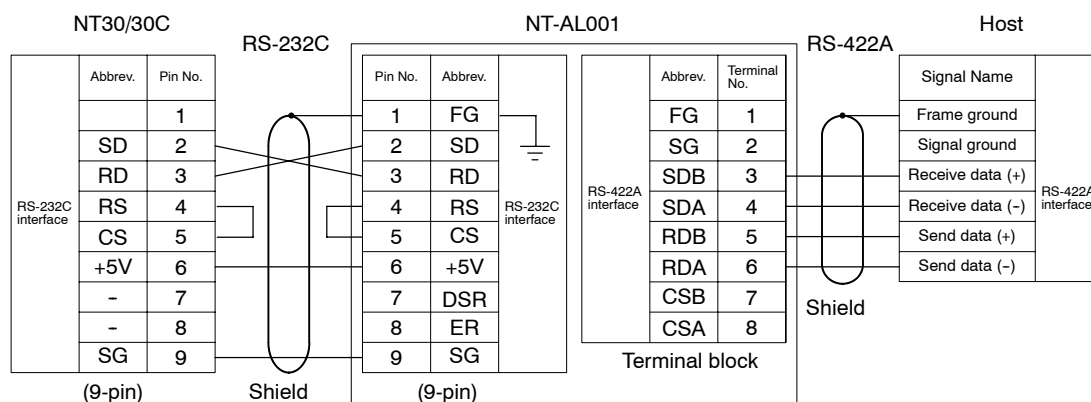 NT30/30C
RS-232C
NT-AL001
RS-422A
Host
Abbrev. Pin No.
1
SD 2
RD 3
RS 4
CS 5
+5V 6
- 7
- 8
SG 9
RS-232C
interface
(9-pin)
Shield
Pin No. Abbrev.
1 FG
2 SD
3 RD
4 RS
5 CS
6 +5V
7 DSR
8 ER
9 SG
RS-232C
interface
(9-pin)
RS-422A
interface
Abbrev. Terminal
No.
FG 1
SG 2
SDB 3
SDA 4
RDB 5
RDA 6
CSB 7
CSA 8
Terminal block
Shield
Signal Name
Frame ground
Signal ground
Receive data (+)
Receive data (-)
Send data (+)
Send data (-)
RS-422A
interface